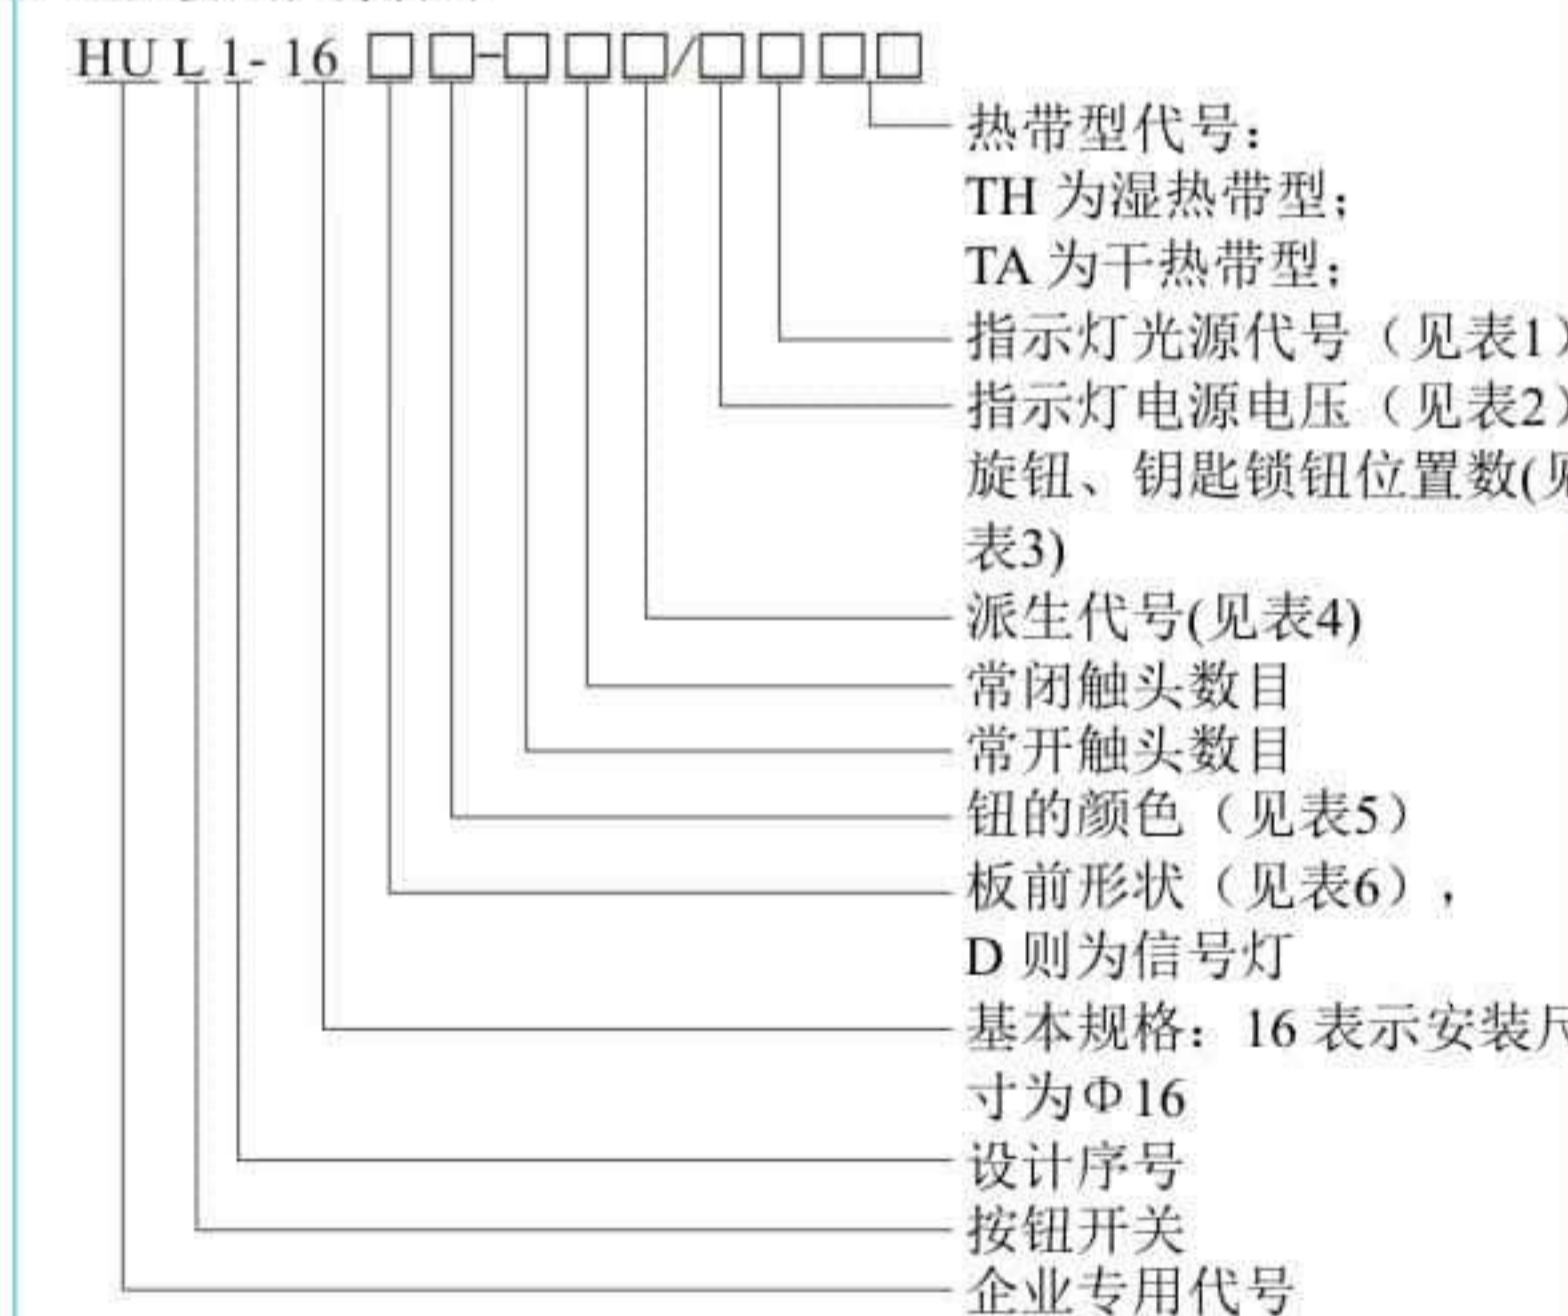 HU L 1- 16 □ □-□ □ □/□ □ □ □
热带型代号：
TH 为湿热带型；
TA 为干热带型；
指示灯光源代号（见表1）
指示灯电源电压（见表2）
旋钮、钥匙锁钮位置数(见
表3)
派生代号(见表4)
常闭触头数目
常开触头数目
钮的颜色（见表5）
板前形状（见表6），
D 则为信号灯
基本规格：16 表示安装尺
寸为Φ16
设计序号
按钮开关
企业专用代号